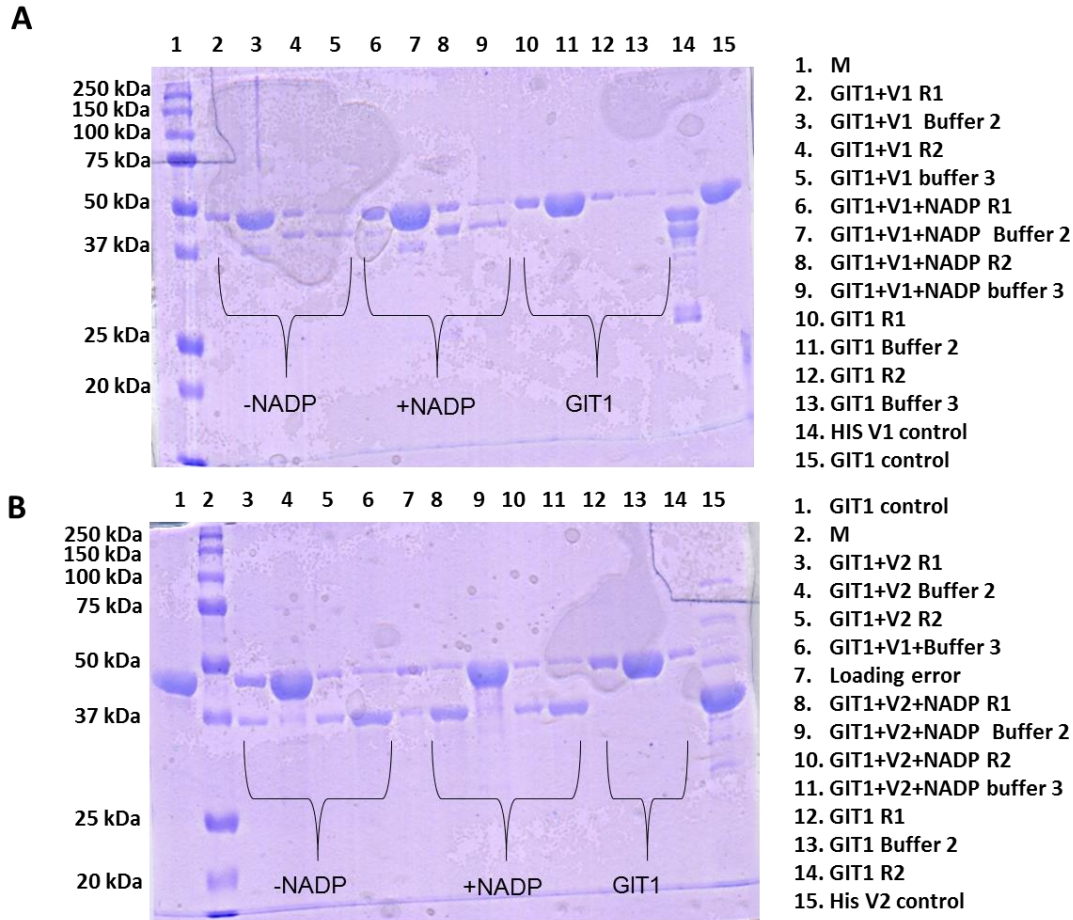 A
1 2 3 4 5 6 7 8 9 10 11 12 13 14 15
250 kDa
150 kDa
100 kDa
75 kDa
50 kDa
37 kDa
25 kDa
20 kDa
-NADP
+NADP
GIT1
1. M
2. GIT1+V1 R1
3. GIT1+V1 Buffer 2
4. GIT1+V1 R2
5. GIT1+V1 buffer 3
6. GIT1+V1+NADP R1
7. GIT1+V1+NADP Buffer 2
8. GIT1+V1+NADP R2
9. GIT1+V1+NADP buffer 3
10. GIT1 R1
11. GIT1 Buffer 2
12. GIT1 R2
13. GIT1 Buffer 3
14. HIS V1 control
15. GIT1 control
B
1 2 3 4 5 6 7 8 9 10 11 12 13 14 15
250 kDa
150 kDa
100 kDa
75 kDa
50 kDa
37 kDa
25 kDa
20 kDa
-NADP
+NADP
GIT1
1. GIT1 control
2. M
3. GIT1+V2 R1
4. GIT1+V2 Buffer 2
5. GIT1+V2 R2
6. GIT1+V1+Buffer 3
7. Loading error
8. GIT1+V2+NADP R1
9. GIT1+V2+NADP Buffer 2
10. GIT1+V2+NADP R2
11. GIT1+V2+NADP buffer 3
12. GIT1 R1
13. GIT1 Buffer 2
14. GIT1 R2
15. His V2 control